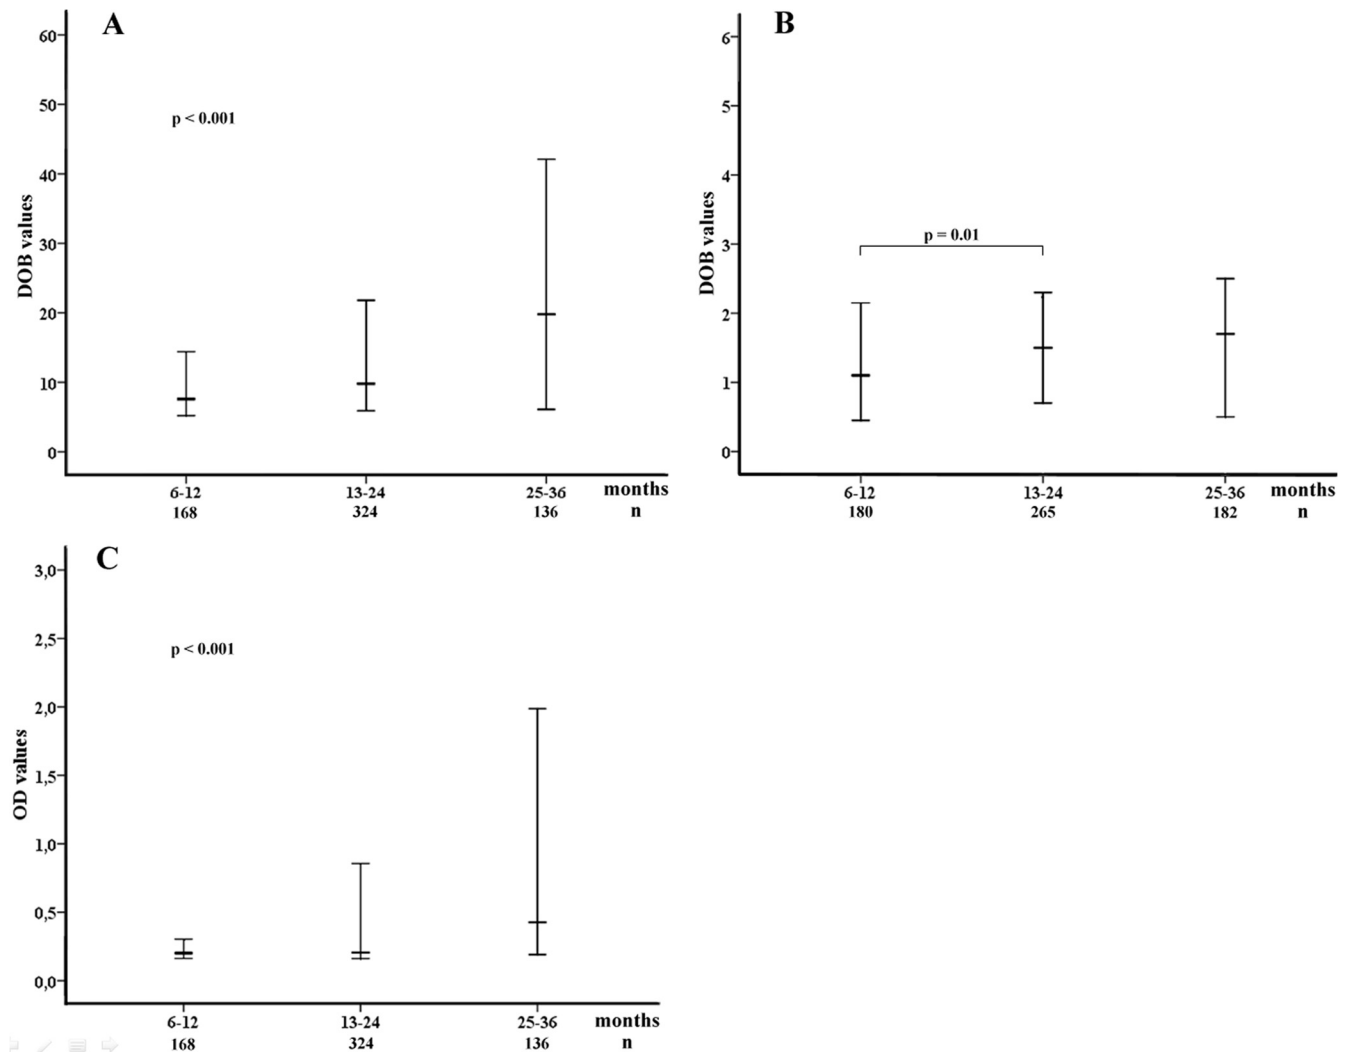 A
60
50
40
30
20
10
0
DOB values
p < 0.001
6-12 13-24 25-36 months
168 324 136 n
B
6
5
4
3
2
1
0
DOB values
p = 0.01
6-12 13-24 25-36 months
180 265 182 n
C
3,0
2,5
2,0
1,5
1,0
0,5
0,0
OD values
p < 0.001
6-12 13-24 25-36 months
168 324 136 n